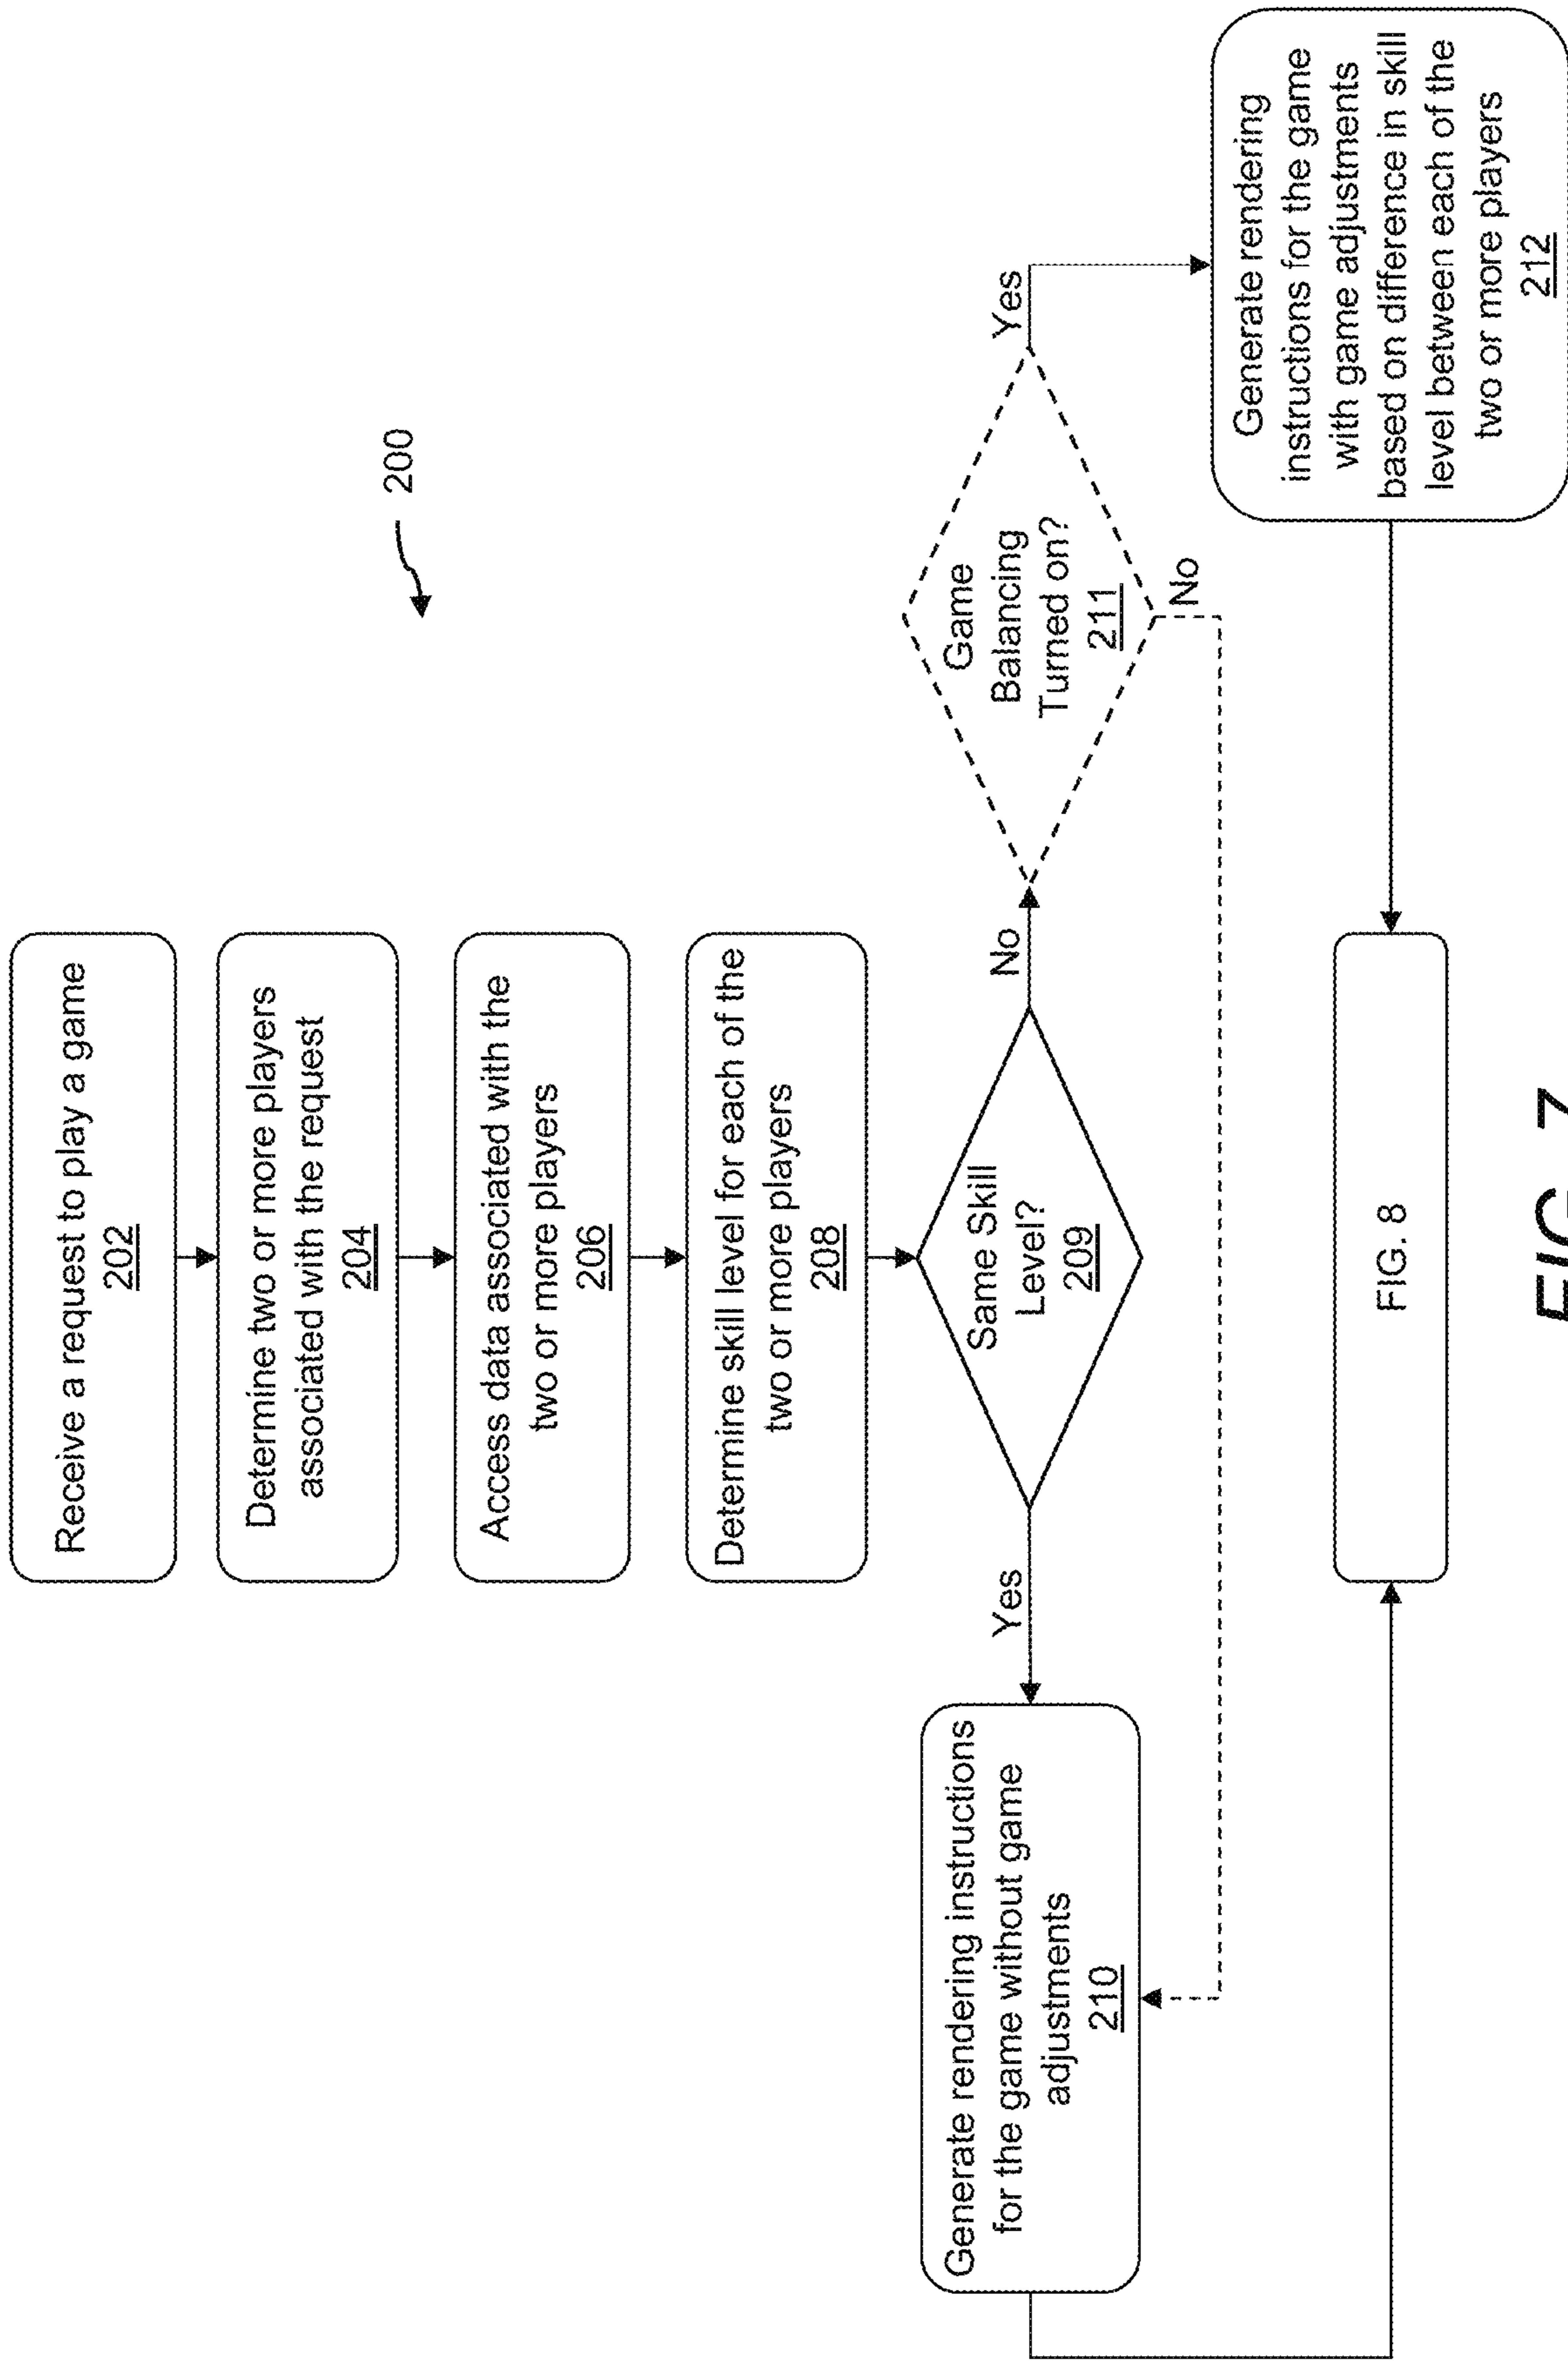 200
Receive a request to play a game
202
Determine two or more players
associated with the request
204
Access data associated with the
two or more players
206
Determine skill level for each of the
two or more players
208
Same Skill
Level?
209
Yes
No
Generate rendering instructions
for the game without game
adjustments
210
Game
Balancing
Turned on?
211
Yes
No
Generate rendering
instructions for the game
with game adjustments
based on difference in skill
level between each of the
two or more players
212
FIG. 8
FIG. 7